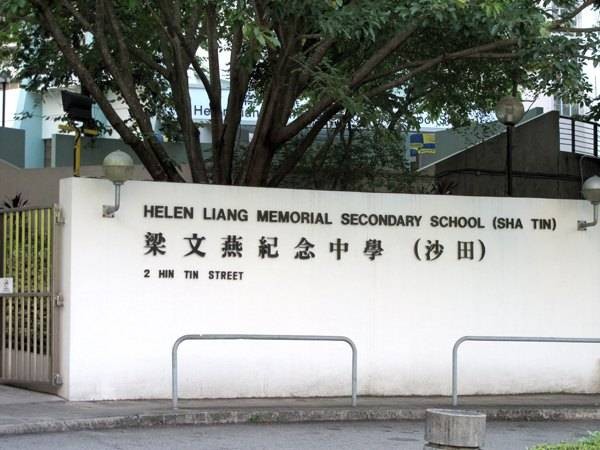 HELEN LIANG MEMORIAL SECONDARY SCHOOL (SHA TIN)
梁文燕紀念中學（沙田）
2 HIN TIN STREET